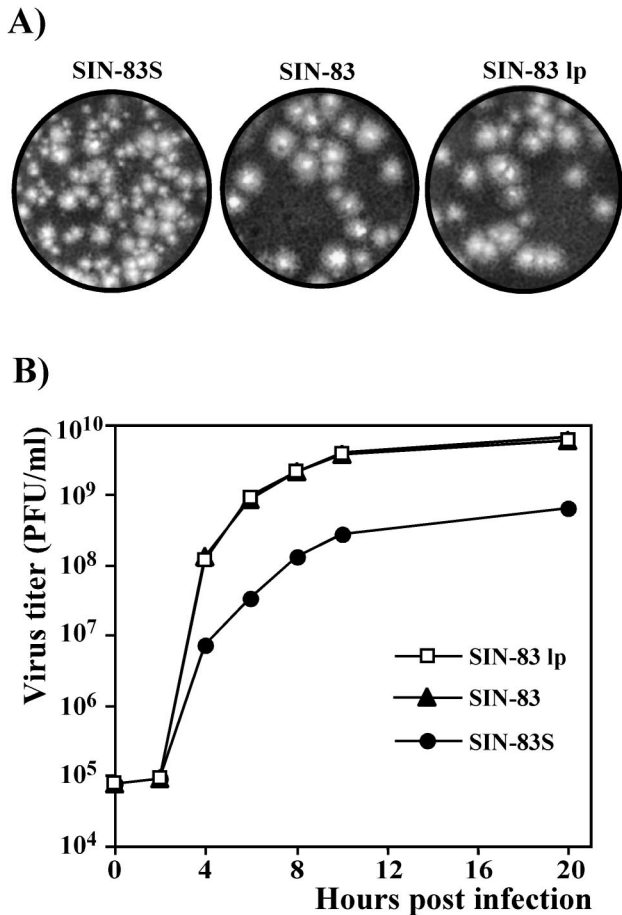 A)
SIN-83S SIN-83 SIN-83 lp
B)
Virus titer (PFU/ml)
10¹⁰
10⁹
10⁸
10⁷
10⁶
10⁵
10⁴
SIN-83 lp
SIN-83
SIN-83S
0 4 8 12 16 20
Hours post infection